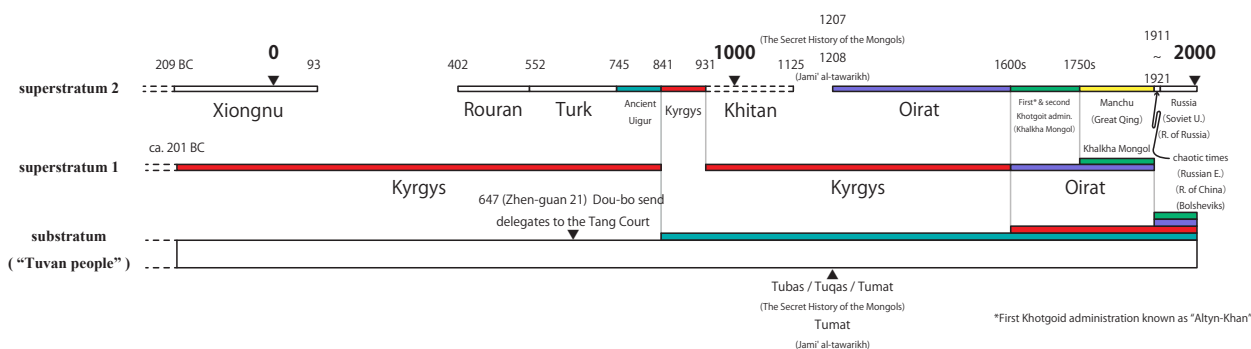 1207
(The Secret History of the Mongols)
1208
(Jami' al-tawarikh)
1911
~
1921
209 BC
0
93
402
552
745
841
931
1000
1125
1600s
1750s
2000
superstratum 2
Xiongnu
Rouran
Turk
Ancient
Uigur
Kyrgys
Khitan
Oirat
First* & second
Khotgoit admin.
(Khalkha Mongol)
Manchu
(Great Qing)
Russia
(Soviet U.)
(R. of Russia)
ca. 201 BC
Khalkha Mongol
superstratum 1
Kyrgys
Kyrgys
Oirat
chaotic times
(Russian E.)
(R. of China)
(Bolsheviks)
647 (Zhen-guan 21) Dou-bo send
delegates to the Tang Court
substratum
( “Tuvan people” )
Tubas / Tuqas / Tumat
(The Secret History of the Mongols)
Tumat
(Jami' al-tawarikh)
*First Khotgoid administration known as “Altyn-Khan”